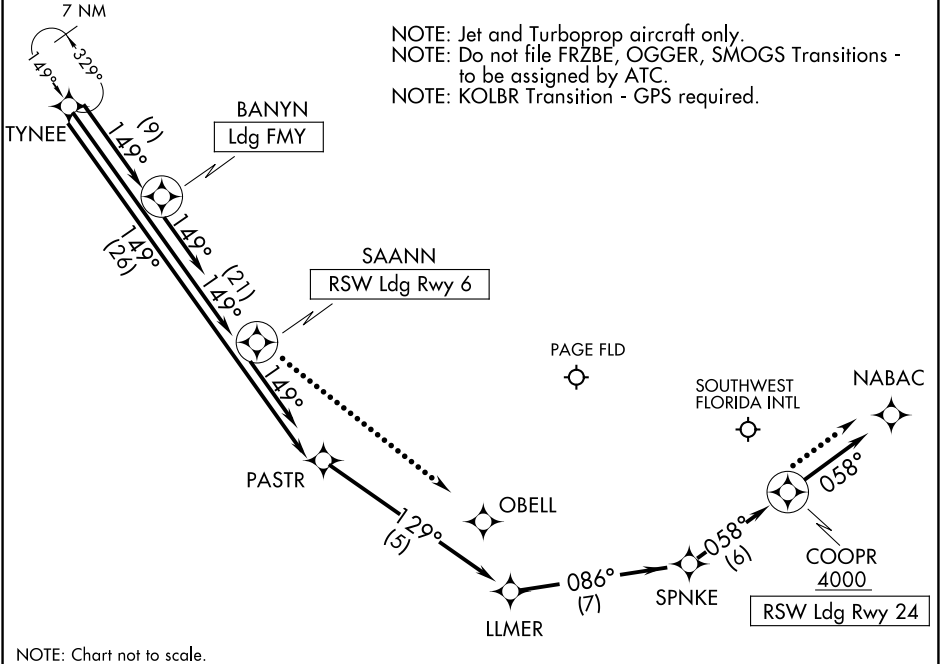 7 NM
NOTE: Jet and Turboprop aircraft only.
NOTE: Do not file FRZBE, OGGER, SMOGS Transitions -
to be assigned by ATC.
NOTE: KOLBR Transition - GPS required.
149°
329°
TYNEE
(9)
149°
BANYN
Ldg FMY
149°
(26)
149°
(21)
149°
SAANN
RSW Ldg Rwy 6
149°
PAGE FLD
SOUTHWEST
FLORIDA INTL
NABAC
PASTR
OBELL
129°
(5)
058°
058°
(6)
086°
(7)
LLMER
SPNKE
COOPR
4000
RSW Ldg Rwy 24
NOTE: Chart not to scale.